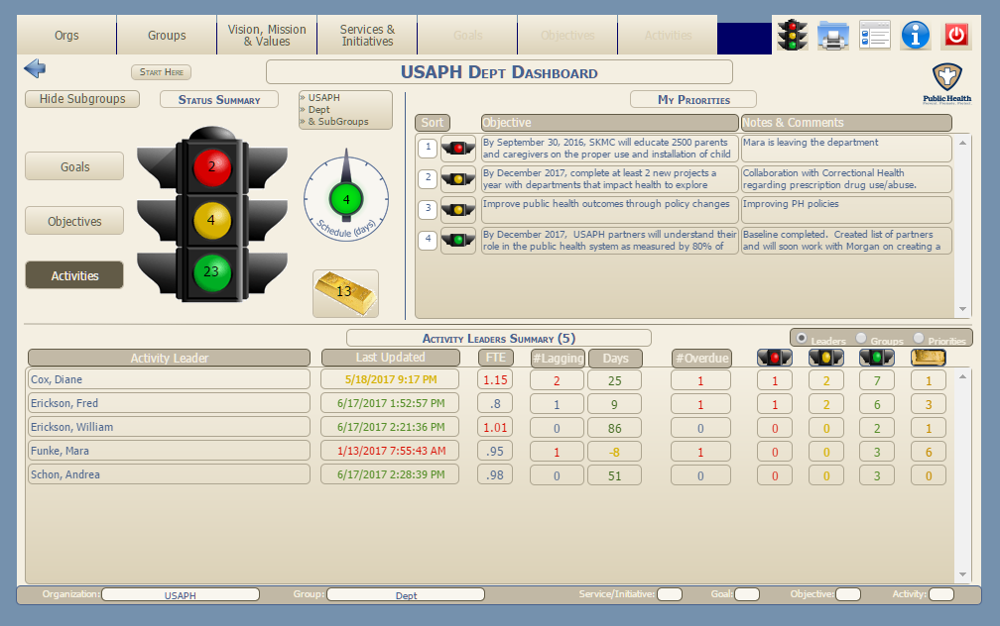 Orgs
Groups
Vision, Mission
& Values
Services &
Initiatives
Goals
Objectives
Activities
Start Here
USAPH Dept Dashboard
Public Health
Prevent. Promote. Protect.
Hide Subgroups
Status Summary
» USAPH
» Dept
» & SubGroups
My Priorities
Sort
Objective
Notes & Comments
1
By September 30, 2016, SKMC will educate 2500 parents
and caregivers on the proper use and installation of child
Mara is leaving the department
2
By December 2017, complete at least 2 new projects a
year with departments that impact health to explore
Collaboration with Correctional Health
regarding prescription drug use/abuse.
3
Improve public health outcomes through policy changes
Improving PH policies
4
By December 2017,  USAPH partners will understand their
role in the public health system as measured by 80% of
Baseline completed.  Created list of partners
and will soon work with Morgan on creating a
Goals
Objectives
Activities
2
4
23
4
Schedule (days)
13
Activity Leaders Summary (5)
Leaders
Groups
Priorities
Activity Leader
Last Updated
FTE
#Lagging
Days
#Overdue
Cox, Diane 5/18/2017 9:17 PM 1.15 2 25 1 1 2 7 1
Erickson, Fred 6/17/2017 1:52:57 PM .8 1 9 1 1 2 6 3
Erickson, William 6/17/2017 2:21:36 PM 1.01 0 86 0 0 0 2 1
Funke, Mara 1/13/2017 7:55:43 AM .95 1 -8 1 0 0 3 6
Schon, Andrea 6/17/2017 2:28:39 PM .98 0 51 0 0 0 3 0
Organization: USAPH
Group: Dept
Service/Initiative:
Goal:
Objective:
Activity: